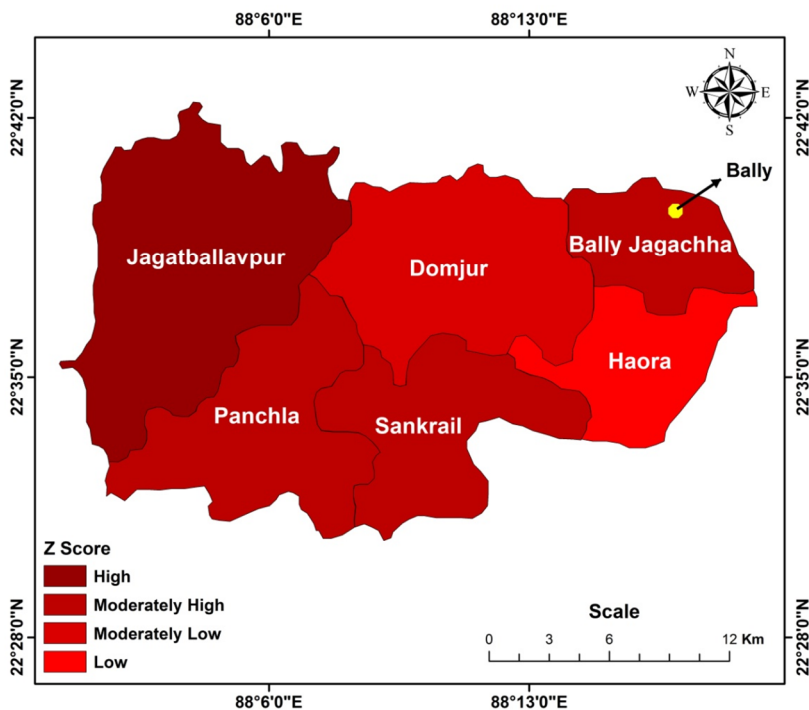 88°6'0"E 88°13'0"E
N
W E
S
22°42'0"N 22°42'0"N
Bally
Bally Jagachha
Jagatballavpur
Domjur
Haora
22°35'0"N 22°35'0"N
Panchla
Sankrail
Z Score
High
Moderately High
Moderately Low
Low
Scale
0 3 6 12 Km
22°28'0"N 22°28'0"N
88°6'0"E 88°13'0"E